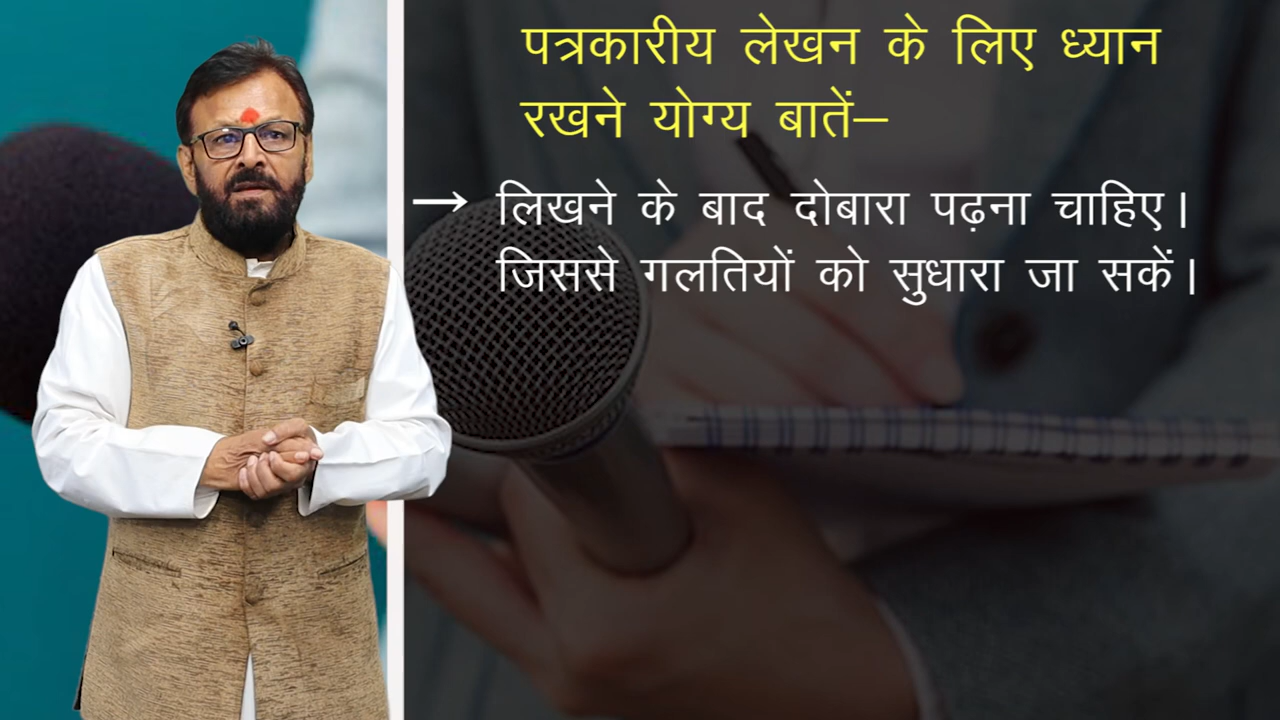 पत्रकारीय लेखन के लिए ध्यान
रखने योग्य बातें–
→ लिखने के बाद दोबारा पढ़ना चाहिए।
जिससे गलतियों को सुधारा जा सकें।